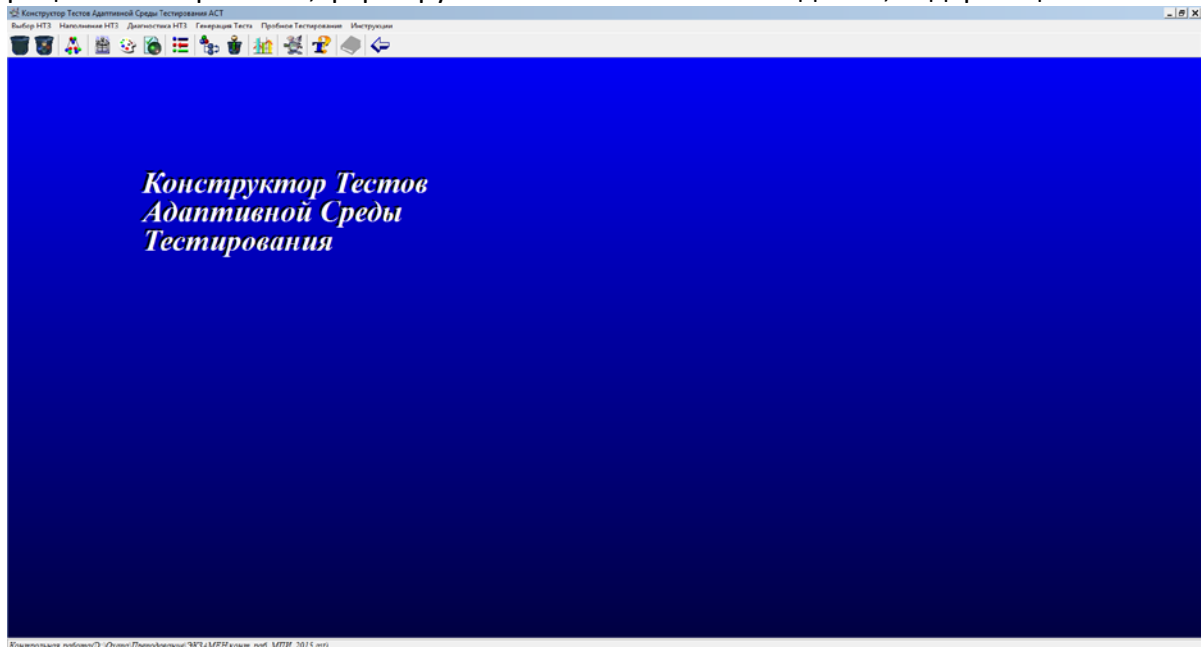 Конструктор Тестов Адаптивной Среды Тестирования АСТ
Выбор НТЗ Наполнение НТЗ Диагностика НТЗ Генерация Теста Пробное Тестирование Инструкции
Конструктор Тестов
Адаптивной Среды
Тестирования